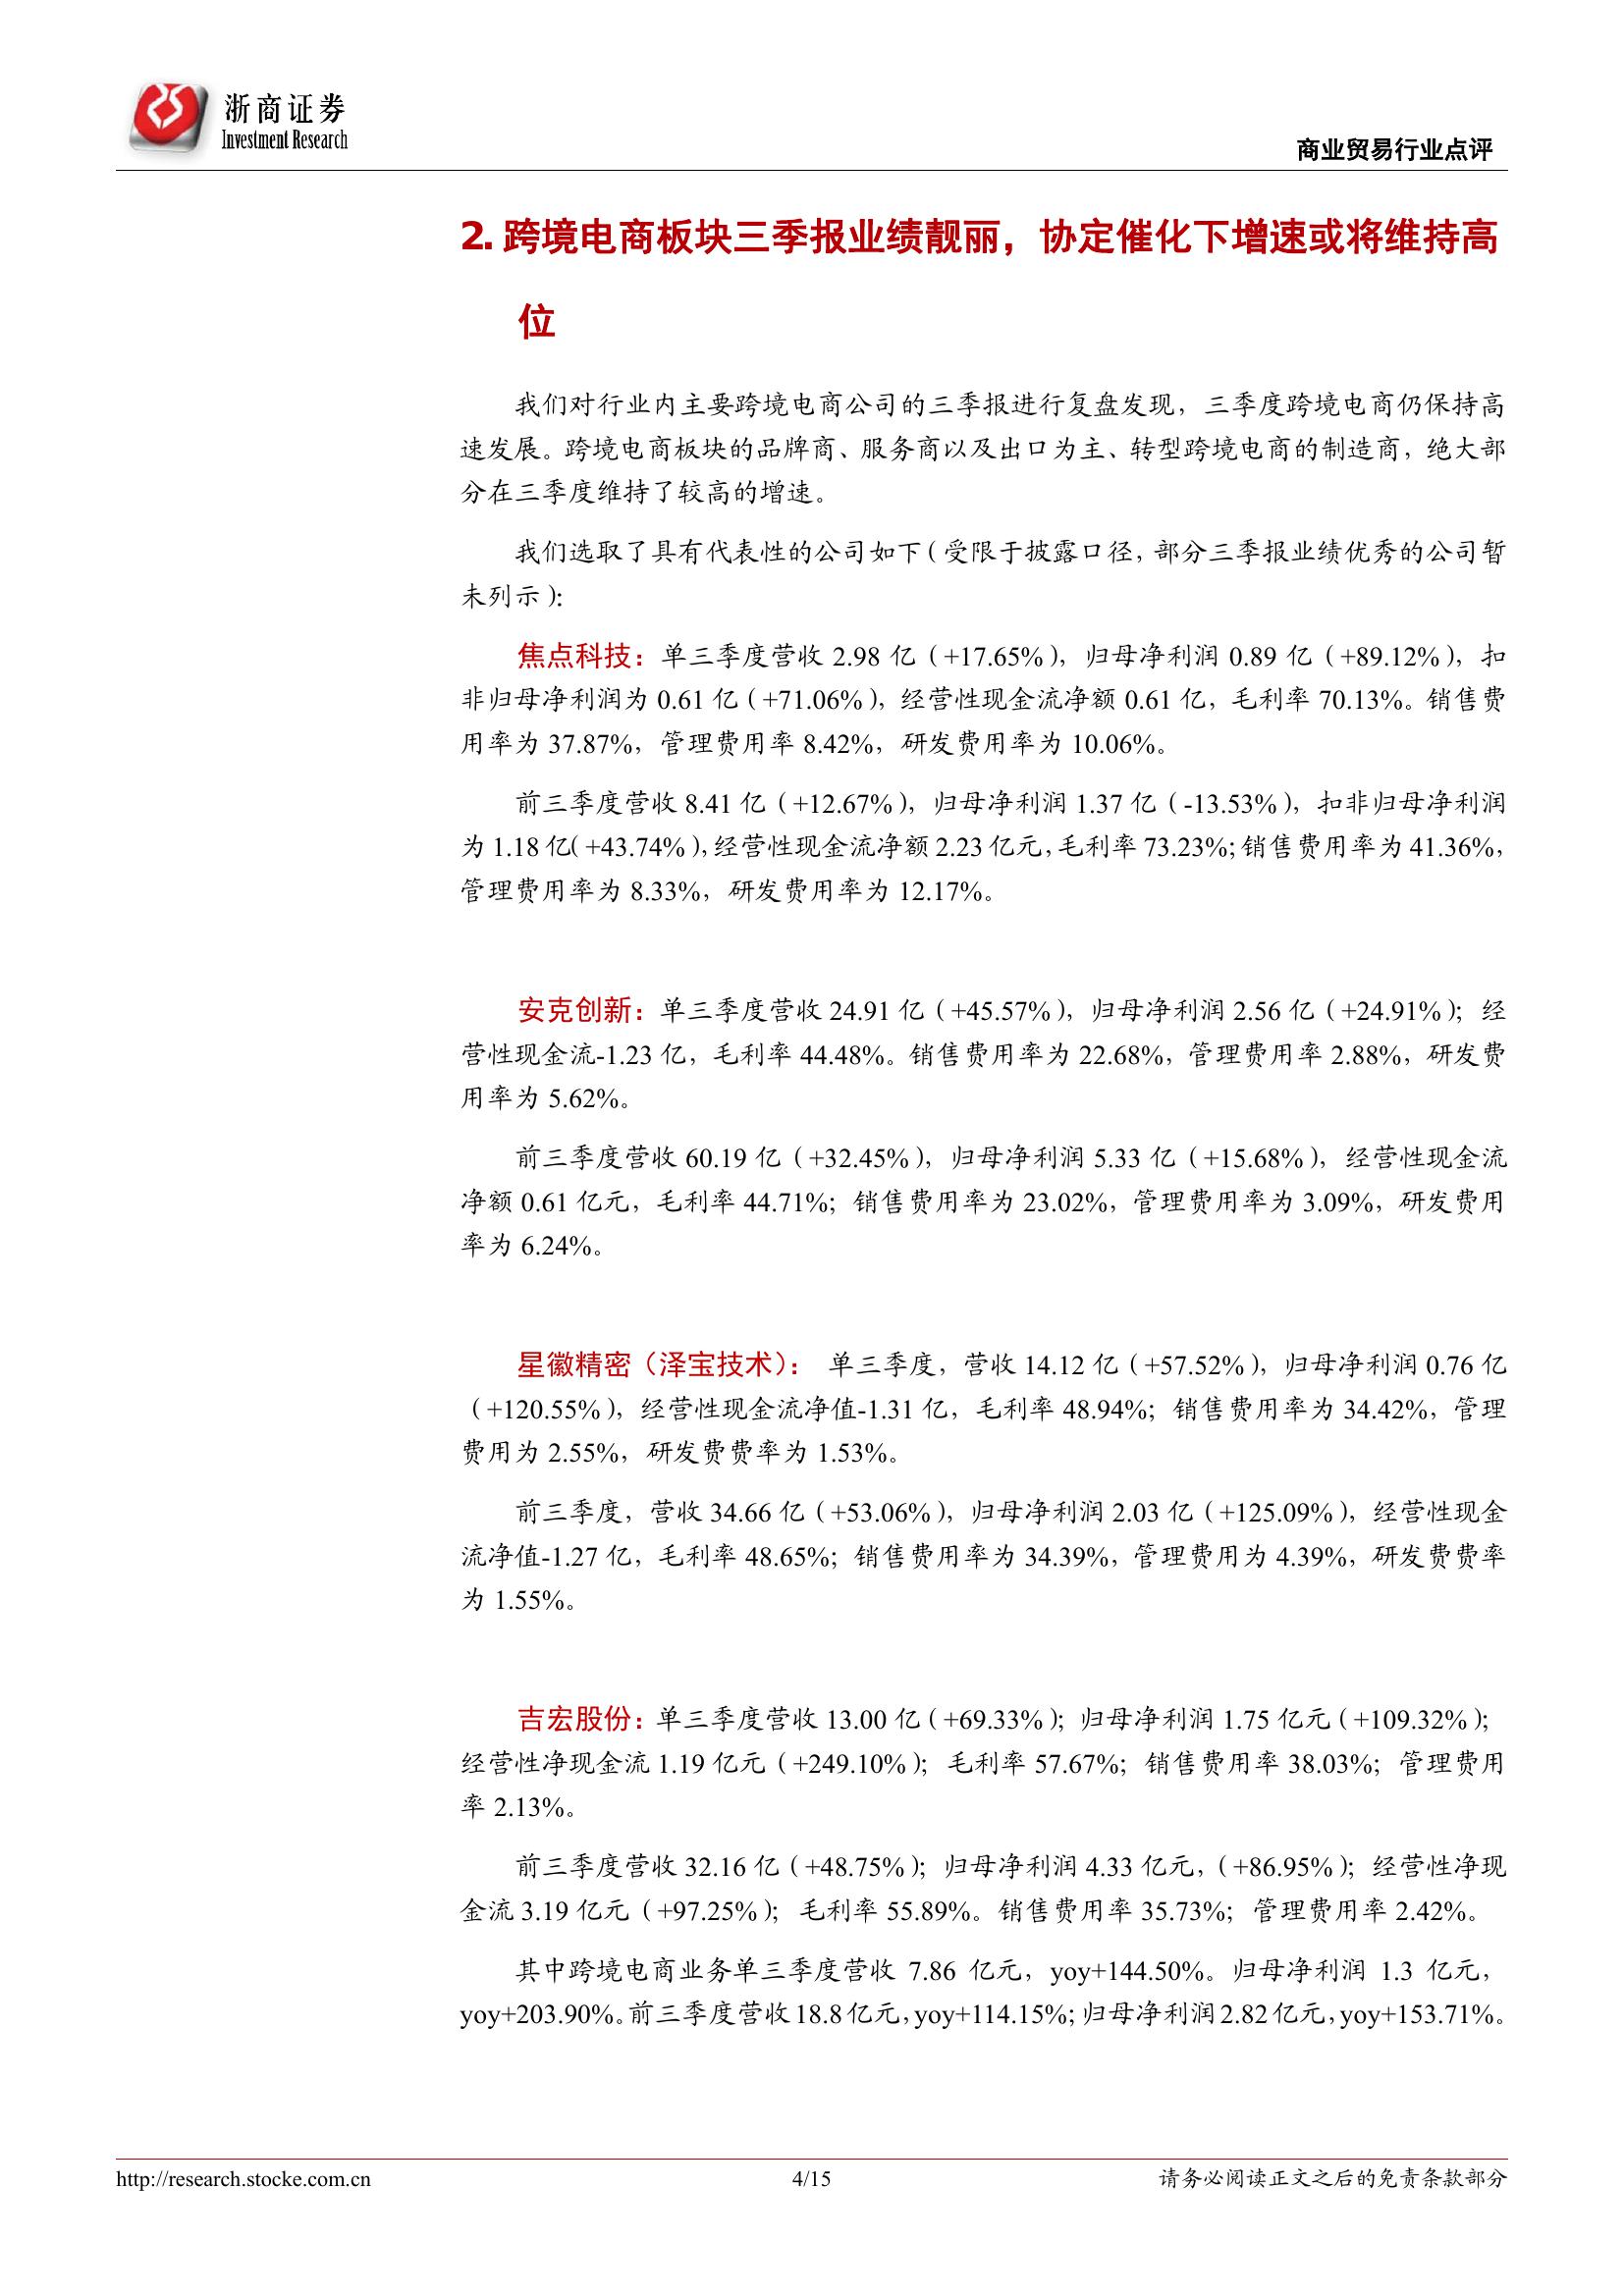 浙商证券
Investment Research
商业贸易行业点评
2. 跨境电商板块三季报业绩靓丽，协定催化下增速或将维持高
位
我们对行业内主要跨境电商公司的三季报进行复盘发现，三季度跨境电商仍保持高
速发展。跨境电商板块的品牌商、服务商以及出口为主、转型跨境电商的制造商，绝大部
分在三季度维持了较高的增速。
我们选取了具有代表性的公司如下（受限于披露口径，部分三季报业绩优秀的公司暂
未列示）：
焦点科技：单三季度营收 2.98 亿（+17.65%），归母净利润 0.89 亿（+89.12%），扣
非归母净利润为 0.61 亿（+71.06%），经营性现金流净额 0.61 亿，毛利率 70.13%。销售费
用率为 37.87%，管理费用率 8.42%，研发费用率为 10.06%。
前三季度营收 8.41 亿（+12.67%），归母净利润 1.37 亿（-13.53%），扣非归母净利润
为 1.18 亿（+43.74%），经营性现金流净额 2.23 亿元，毛利率 73.23%；销售费用率为 41.36%，
管理费用率为 8.33%，研发费用率为 12.17%。
安克创新：单三季度营收 24.91 亿（+45.57%），归母净利润 2.56 亿（+24.91%）；经
营性现金流-1.23 亿，毛利率 44.48%。销售费用率为 22.68%，管理费用率 2.88%，研发费
用率为 5.62%。
前三季度营收 60.19 亿（+32.45%），归母净利润 5.33 亿（+15.68%），经营性现金流
净额 0.61 亿元，毛利率 44.71%；销售费用率为 23.02%，管理费用率为 3.09%，研发费用
率为 6.24%。
星徽精密（泽宝技术）： 单三季度，营收 14.12 亿（+57.52%），归母净利润 0.76 亿
（+120.55%），经营性现金流净值-1.31 亿，毛利率 48.94%；销售费用率为 34.42%，管理
费用为 2.55%，研发费费率为 1.53%。
前三季度，营收 34.66 亿（+53.06%），归母净利润 2.03 亿（+125.09%），经营性现金
流净值-1.27 亿，毛利率 48.65%；销售费用率为 34.39%，管理费用为 4.39%，研发费费率
为 1.55%。
吉宏股份：单三季度营收 13.00 亿（+69.33%）；归母净利润 1.75 亿元（+109.32%）；
经营性净现金流 1.19 亿元（+249.10%）；毛利率 57.67%；销售费用率 38.03%；管理费用
率 2.13%。
前三季度营收 32.16 亿（+48.75%）；归母净利润 4.33 亿元，（+86.95%）；经营性净现
金流 3.19 亿元（+97.25%）；毛利率 55.89%。销售费用率 35.73%；管理费用率 2.42%。
其中跨境电商业务单三季度营收 7.86 亿元，yoy+144.50%。归母净利润 1.3 亿元，
yoy+203.90%。前三季度营收 18.8 亿元，yoy+114.15%；归母净利润 2.82 亿元，yoy+153.71%。
http://research.stocke.com.cn
4/15
请务必阅读正文之后的免责条款部分